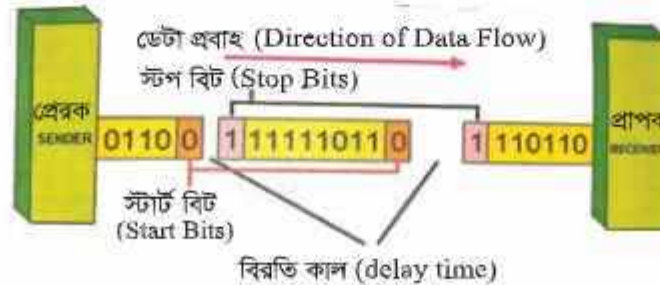 ডেটা প্রবাহ (Direction of Data Flow)
স্টপ বিট (Stop Bits)
প্রেরক
SENDER
0110 0
1 11111011 0
1 110110
প্রাপক
RECEIVER
স্টার্ট বিট
(Start Bits)
বিরতি কাল (delay time)